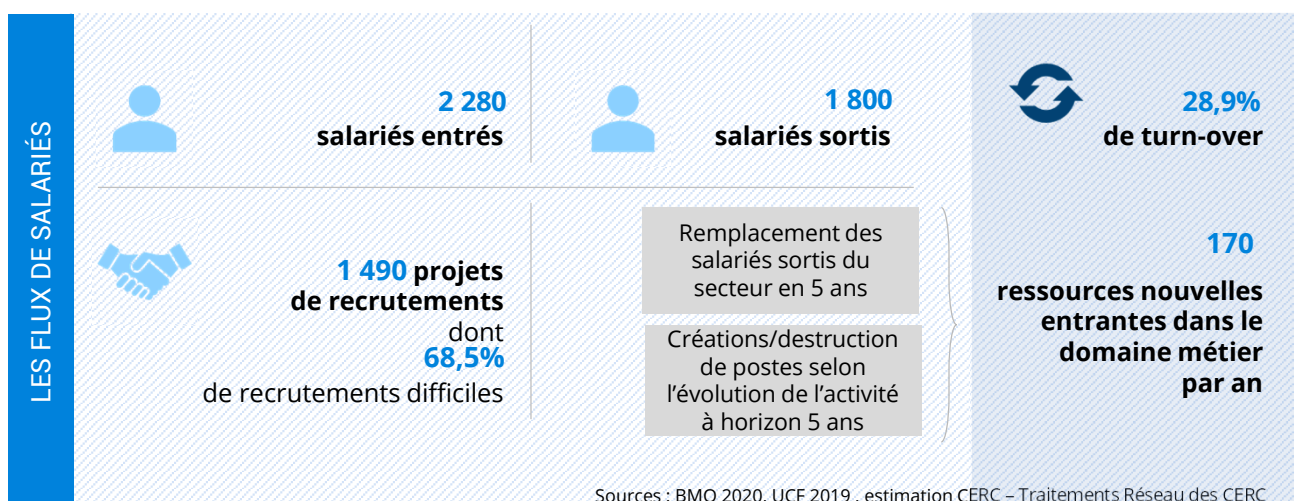 LES FLUX DE SALARIÉS
2 280
salariés entrés
1 800
salariés sortis
28,9%
de turn-over
1 490 projets
de recrutements
dont
68,5%
de recrutements difficiles
Remplacement des
salariés sortis du
secteur en 5 ans
Créations/destruction
de postes selon
l'évolution de l'activité
à horizon 5 ans
170
ressources nouvelles
entrantes dans le
domaine métier
par an
Sources : BMO 2020, UCF 2019 , estimation CERC – Traitements Réseau des CERC